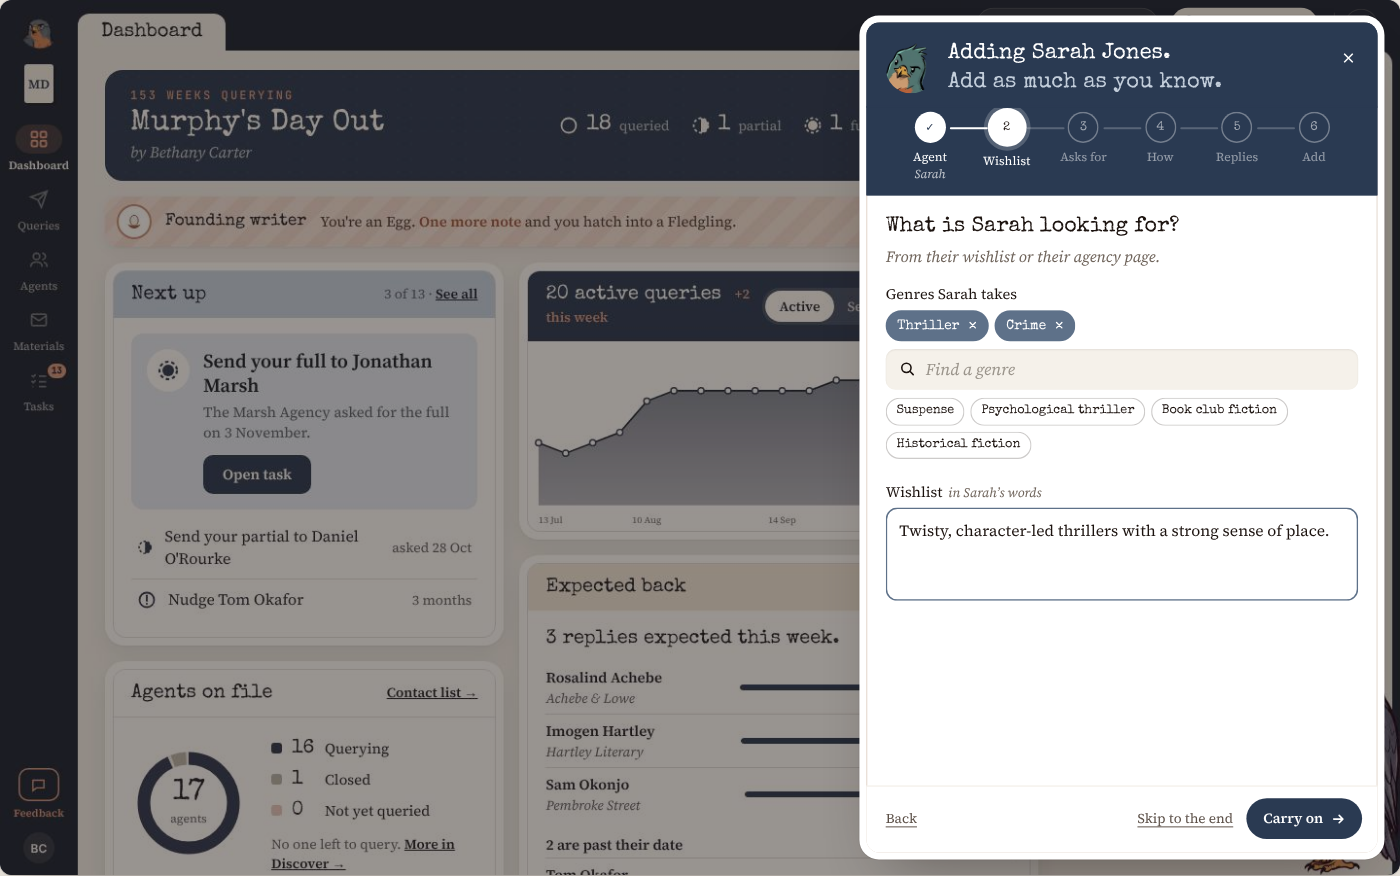 Dashboard
MD
Dashboard
Queries
Agents
Materials
13
Tasks
Feedback
BC
153 WEEKS QUERYING
Murphy's Day Out
by Bethany Carter
18 queried
1 partial
1 fu
Founding writer You're an Egg. One more note and you hatch into a Fledgling.
Next up
3 of 13 · See all
Send your full to Jonathan
Marsh
The Marsh Agency asked for the full
on 3 November.
Open task
Send your partial to Daniel
O'Rourke
asked 28 Oct
Nudge Tom Okafor
3 months
Agents on file
Contact list →
17
agents
16 Querying
1 Closed
0 Not yet queried
No one left to query. More in
Discover →
20 active queries +2
this week
Active
Se
13 Jul
10 Aug
14 Sep
Expected back
3 replies expected this week.
Rosalind Achebe
Achebe & Lowe
Imogen Hartley
Hartley Literary
Sam Okonjo
Pembroke Street
2 are past their date
Tom Okafor
Adding Sarah Jones.
Add as much as you know.
×
✓
2
3
4
5
6
Agent
Sarah
Wishlist
Asks for
How
Replies
Add
What is Sarah looking for?
From their wishlist or their agency page.
Genres Sarah takes
Thriller ×
Crime ×
Find a genre
Suspense
Psychological thriller
Book club fiction
Historical fiction
Wishlist in Sarah's words
Twisty, character-led thrillers with a strong sense of place.
Back
Skip to the end
Carry on →